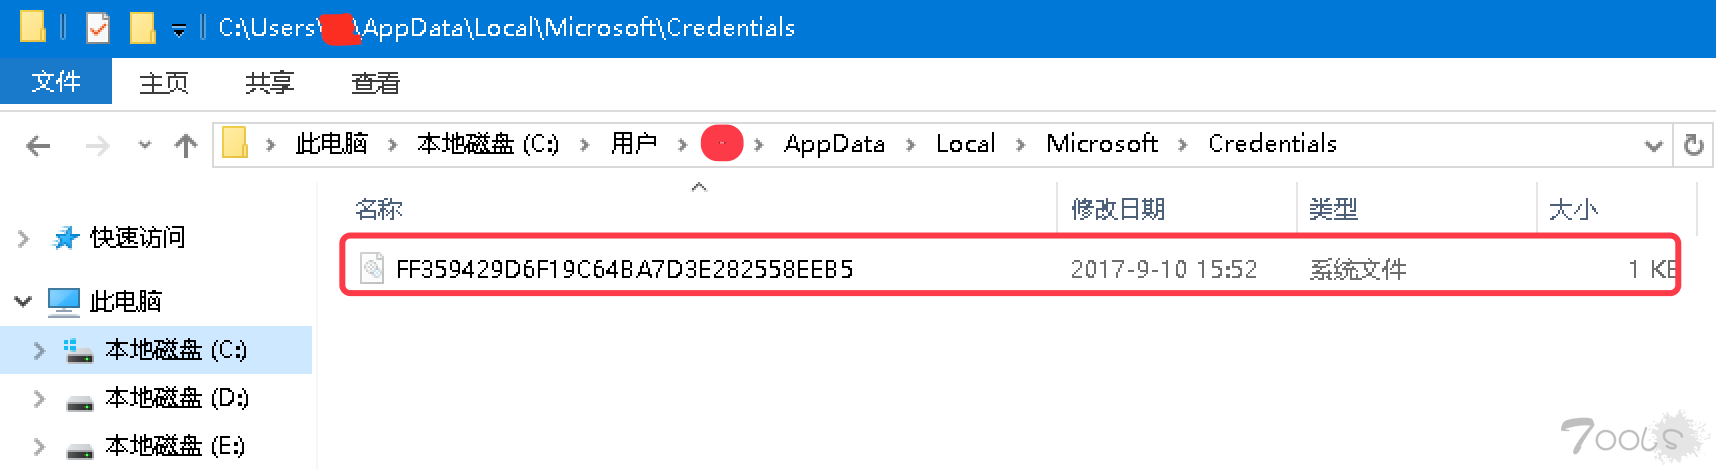 C:\Users\ \AppData\Local\Microsoft\Credentials
文件 主页 共享 查看
此电脑 本地磁盘 (C:) 用户 AppData Local Microsoft Credentials
名称 修改日期 类型 大小
快速访问
FF359429D6F19C64BA7D3E282558EEB5 2017-9-10 15:52 系统文件 1 KB
此电脑
本地磁盘 (C:)
本地磁盘 (D:)
本地磁盘 (E:)
7ools